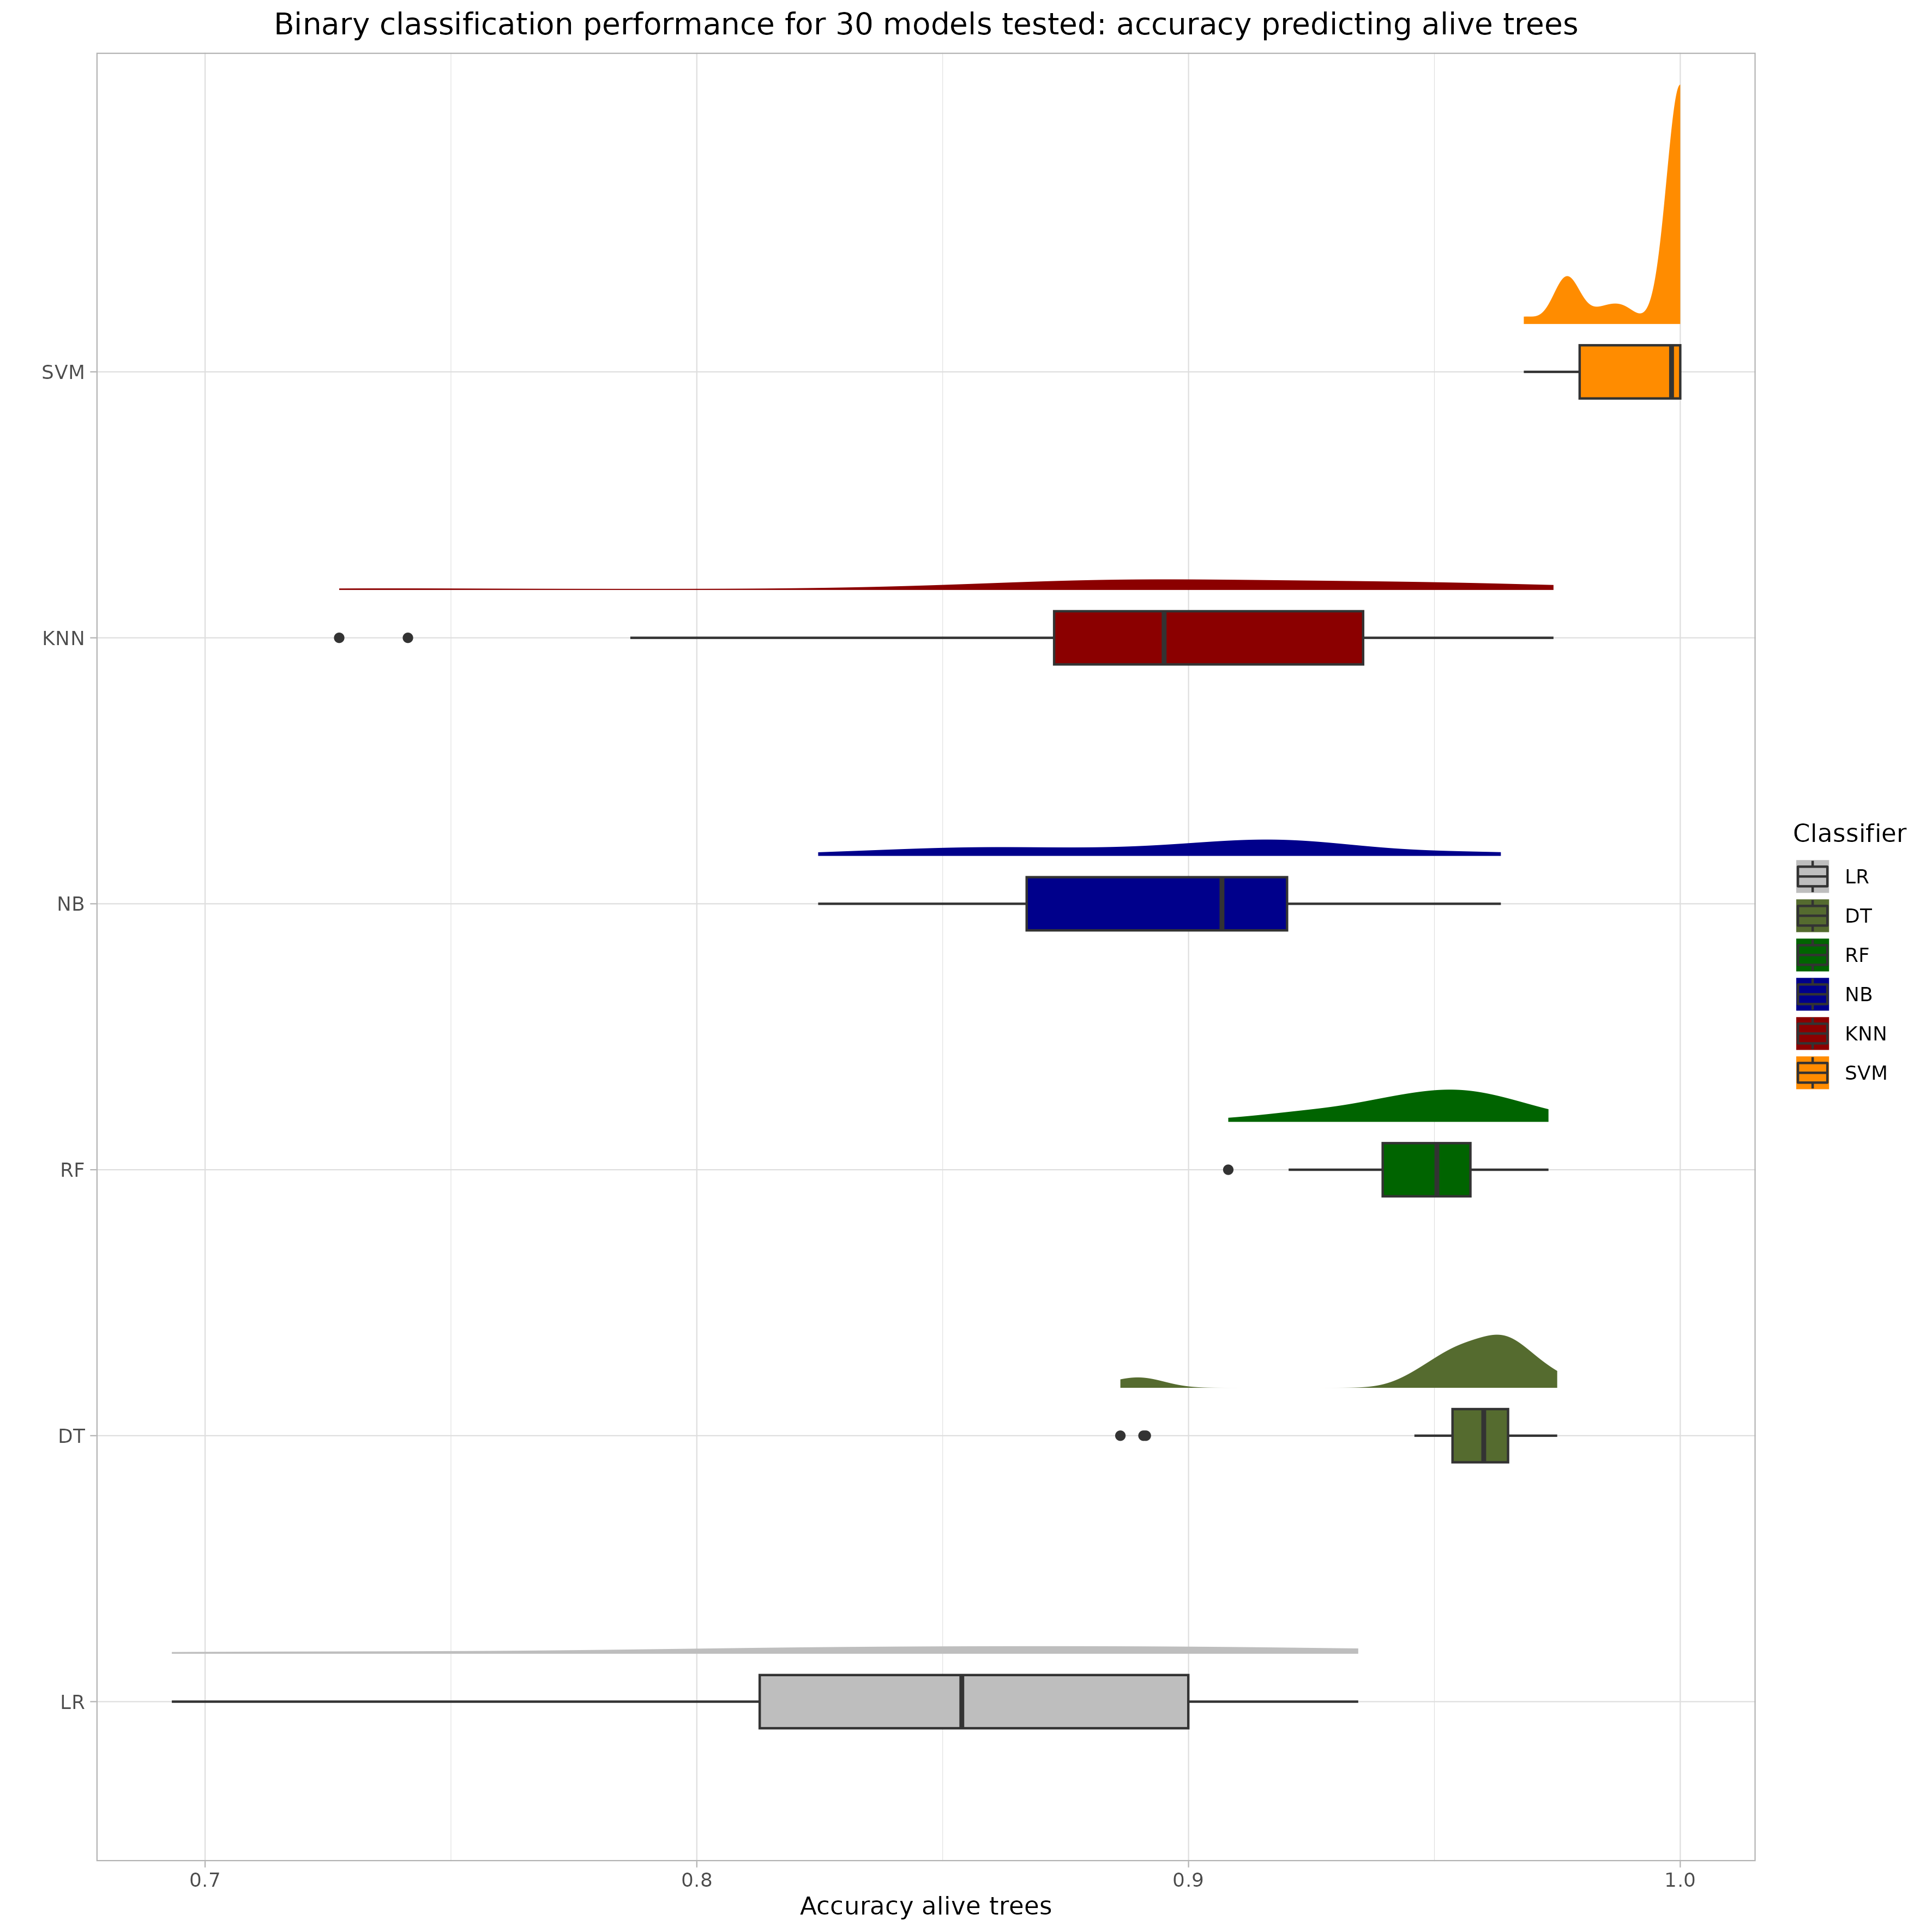 Binary classification performance for 30 models tested: accuracy predicting alive trees
SVM
KNN
NB
RF
DT
LR
0.7
0.8
0.9
1.0
Accuracy alive trees
Classifier
LR
DT
RF
NB
KNN
SVM